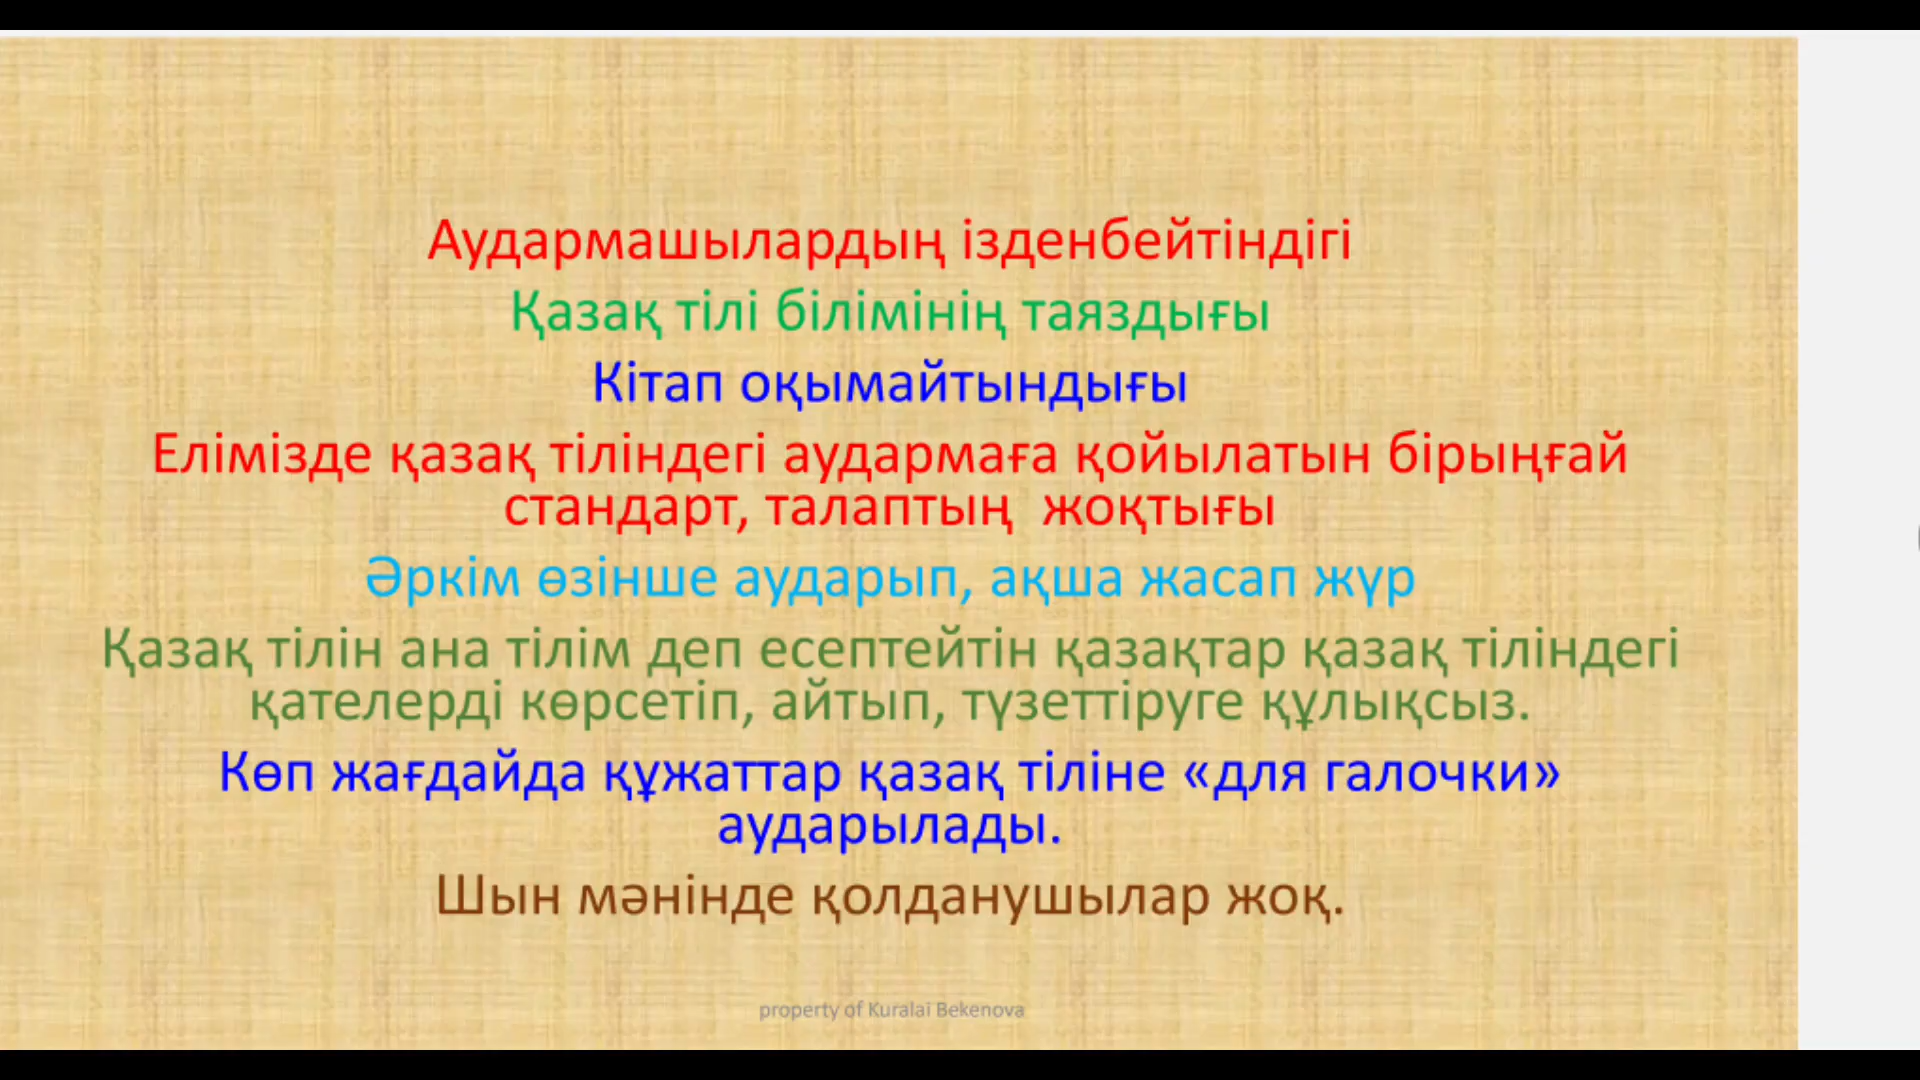 Аудармашылардың ізденбейтіндігі
Қазақ тілі білімінің таяздығы
Кітап оқымайтындығы
Елімізде қазақ тіліндегі аудармаға қойылатын бірыңғай
стандарт, талаптың  жоқтығы
Әркім өзінше аударып, ақша жасап жүр
Қазақ тілін ана тілім деп есептейтін қазақтар қазақ тіліндегі
қателерді көрсетіп, айтып, түзеттіруге құлықсыз.
Көп жағдайда құжаттар қазақ тіліне «для галочки»
аударылады.
Шын мәнінде қолданушылар жоқ.
property of Kuralai Bekenova